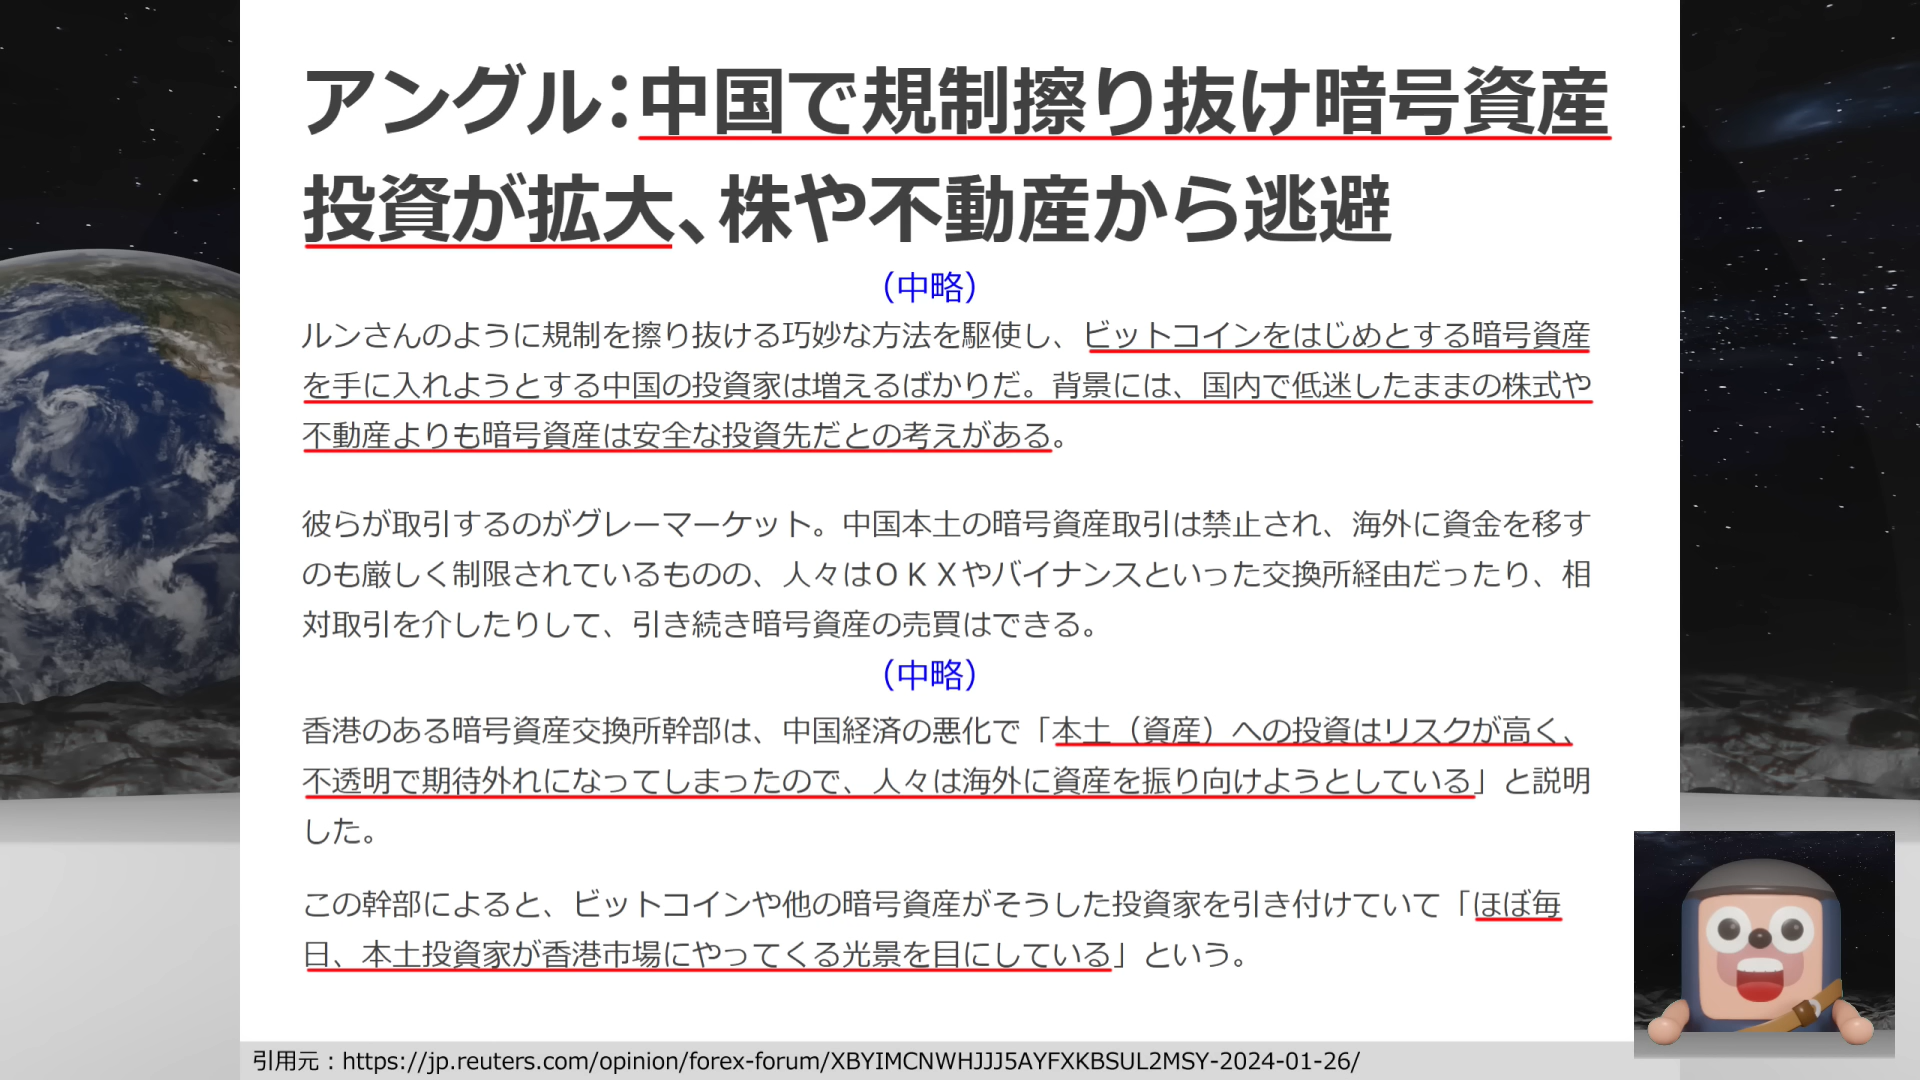 アングル：中国で規制擦り抜け暗号資産
投資が拡大、株や不動産から逃避
（中略）
ルンさんのように規制を擦り抜ける巧妙な方法を駆使し、ビットコインをはじめとする暗号資産
を手に入れようとする中国の投資家は増えるばかりだ。背景には、国内で低迷したままの株式や
不動産よりも暗号資産は安全な投資先だとの考えがある。
彼らが取引するのがグレーマーケット。中国本土の暗号資産取引は禁止され、海外に資金を移す
のも厳しく制限されているものの、人々はＯＫＸやバイナンスといった交換所経由だったり、相
対取引を介したりして、引き続き暗号資産の売買はできる。
（中略）
香港のある暗号資産交換所幹部は、中国経済の悪化で「本土（資産）への投資はリスクが高く、
不透明で期待外れになってしまったので、人々は海外に資産を振り向けようとしている」と説明
した。
この幹部によると、ビットコインや他の暗号資産がそうした投資家を引き付けていて「ほぼ毎
日、本土投資家が香港市場にやってくる光景を目にしている」という。
引用元：https://jp.reuters.com/opinion/forex-forum/XBYIMCNWHJJJ5AYFXKBSUL2MSY-2024-01-26/